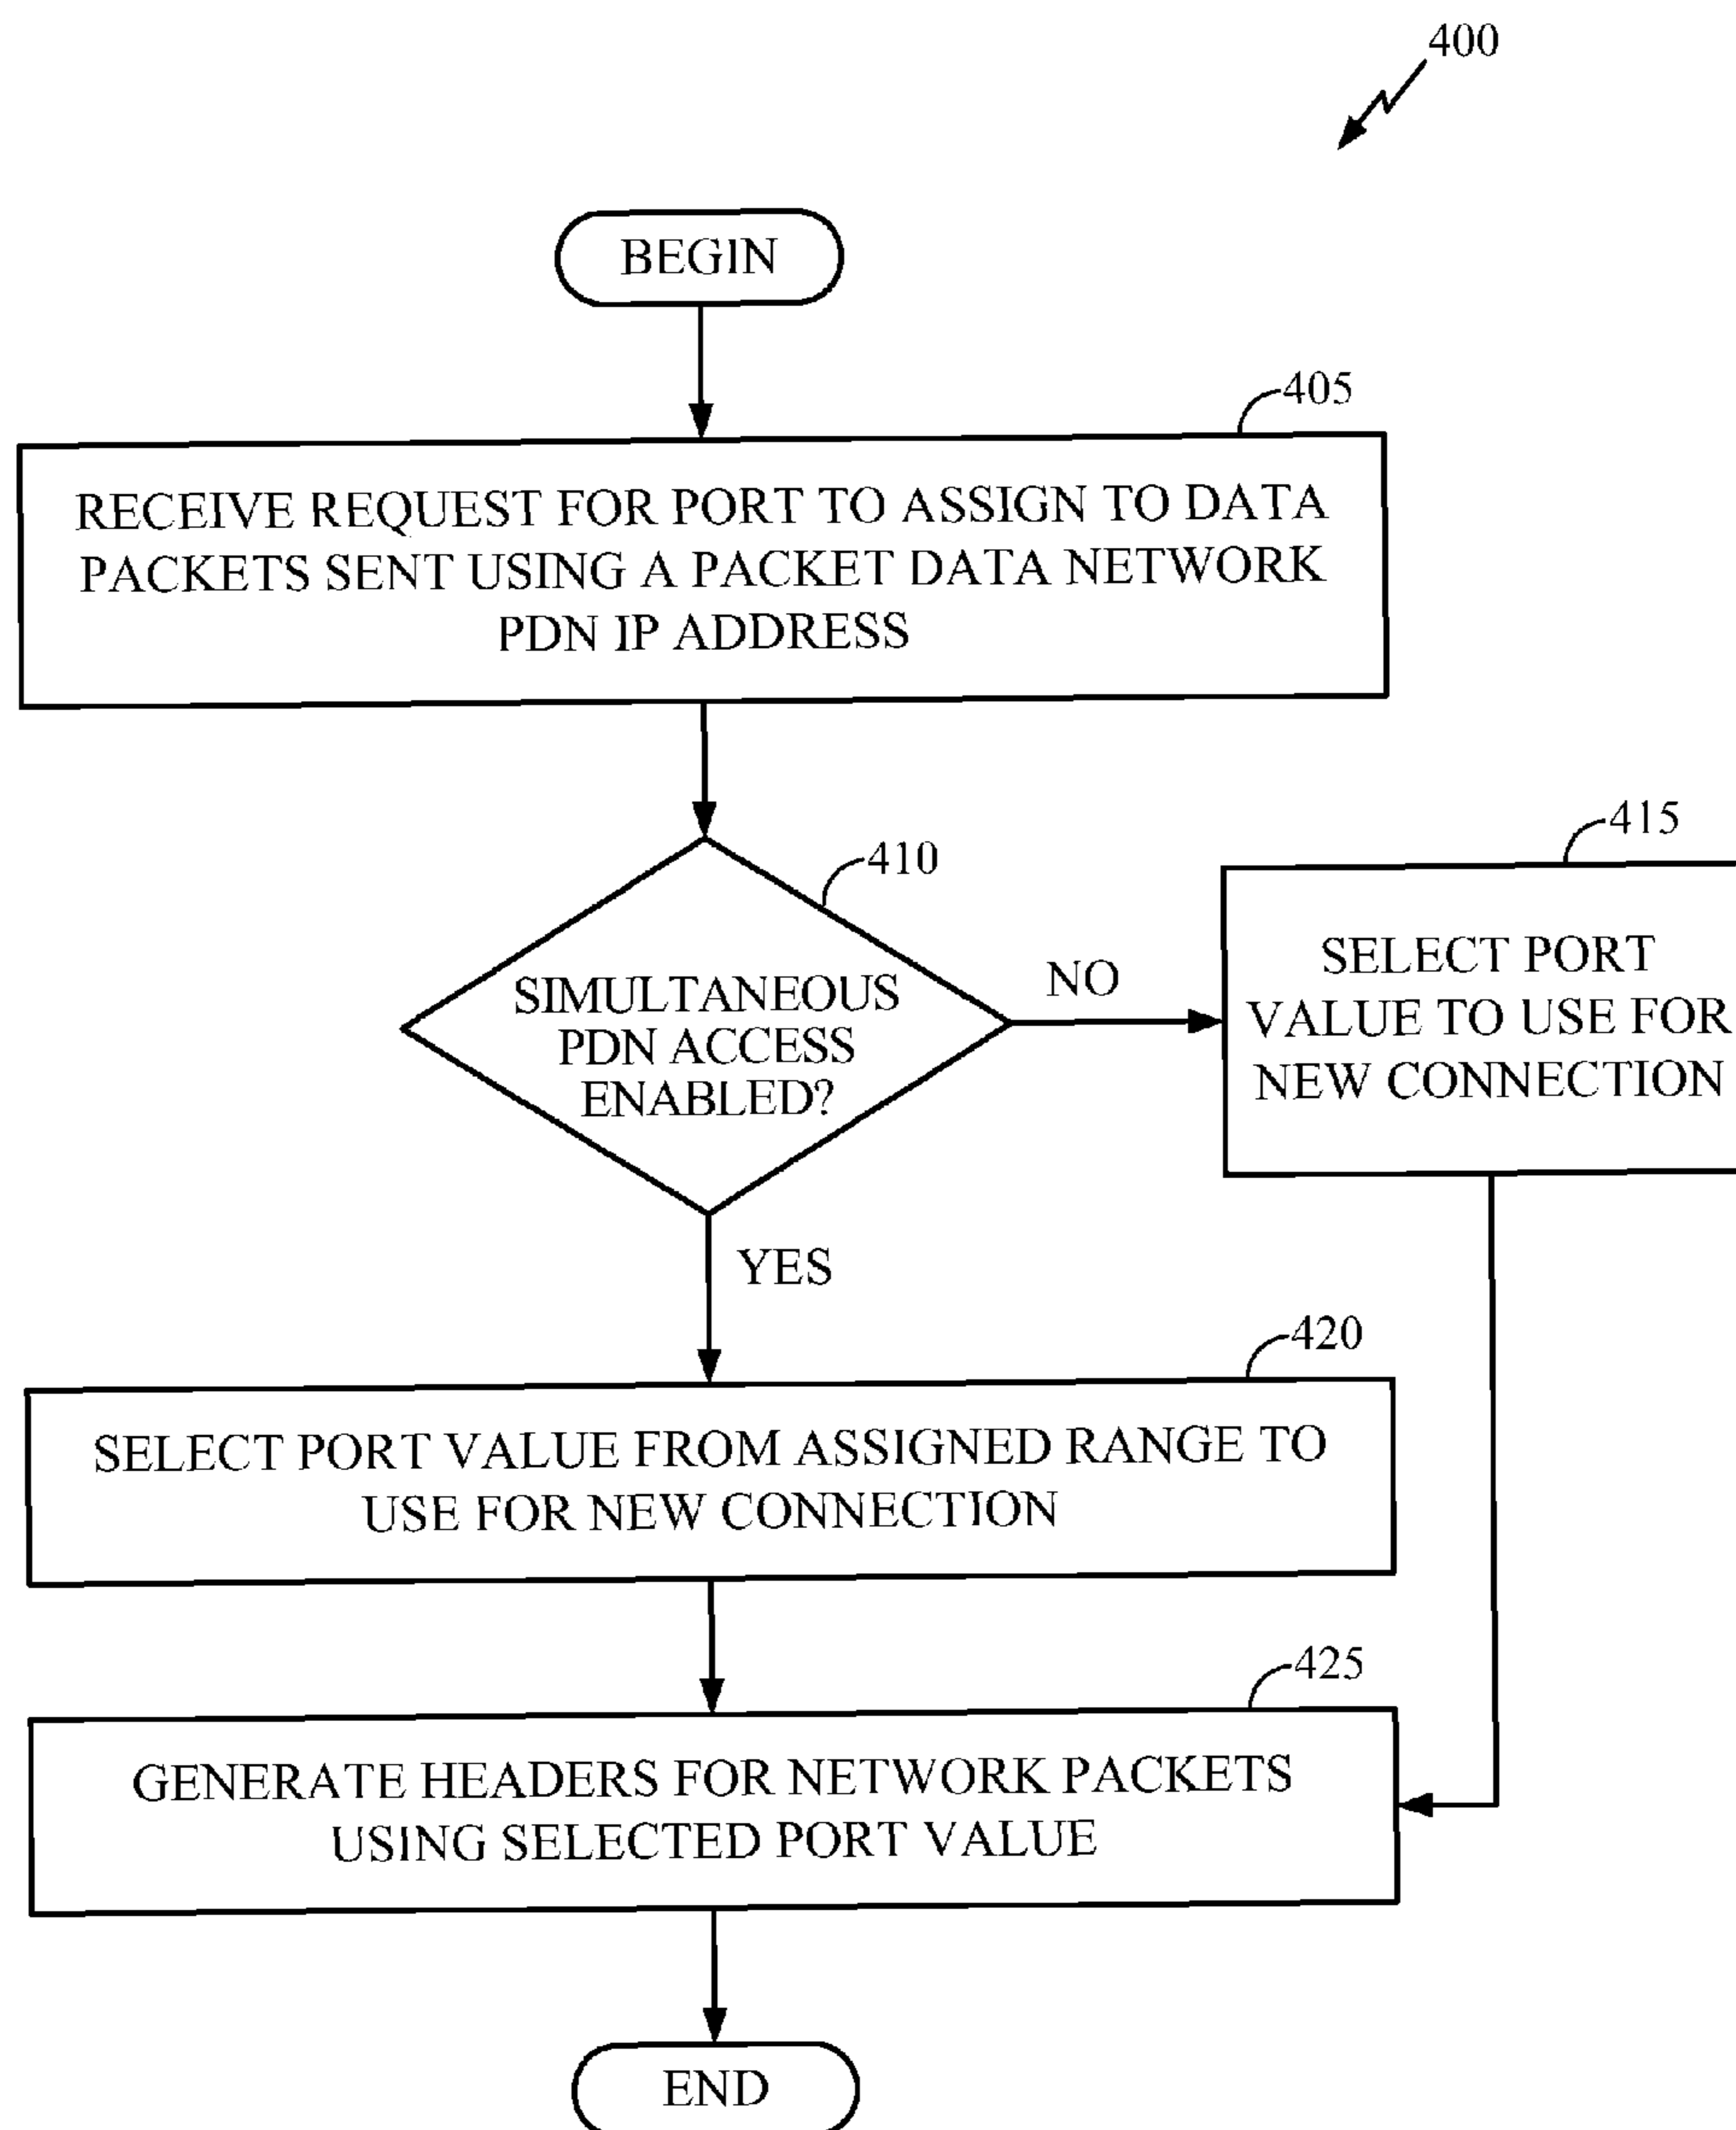 400
BEGIN
405
RECEIVE REQUEST FOR PORT TO ASSIGN TO DATA
PACKETS SENT USING A PACKET DATA NETWORK
PDN IP ADDRESS
410
SIMULTANEOUS
PDN ACCESS
ENABLED?
NO
415
SELECT PORT
VALUE TO USE FOR
NEW CONNECTION
YES
420
SELECT PORT VALUE FROM ASSIGNED RANGE TO
USE FOR NEW CONNECTION
425
GENERATE HEADERS FOR NETWORK PACKETS
USING SELECTED PORT VALUE
END